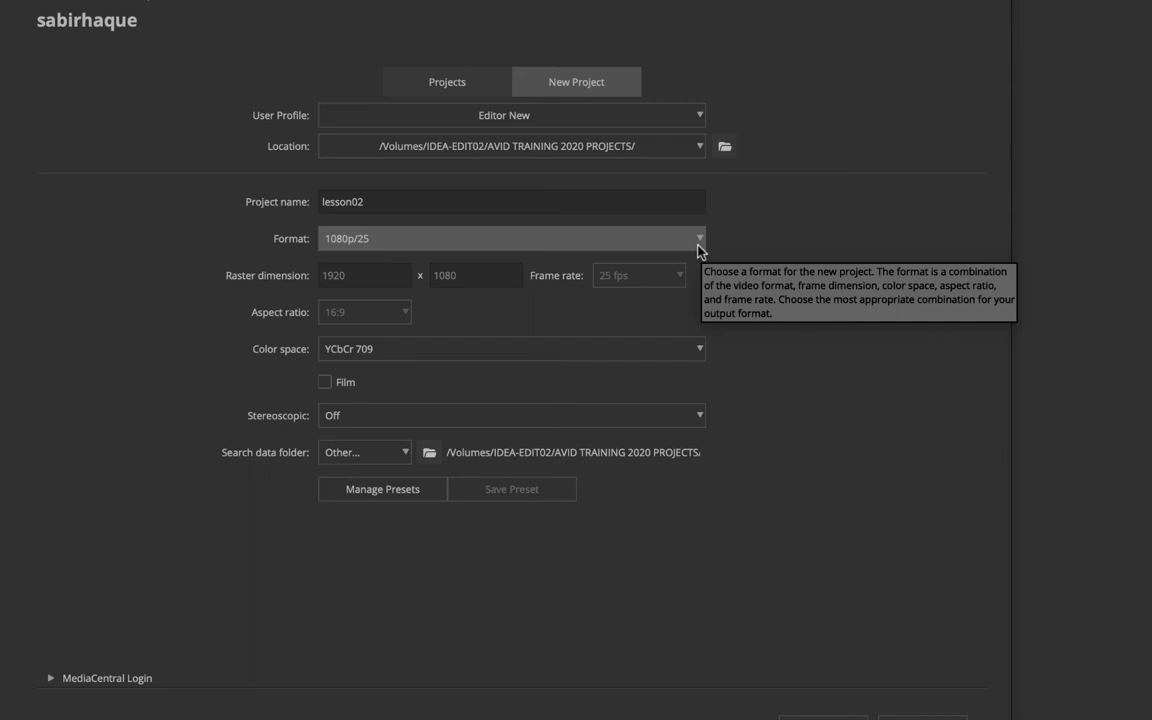 sabirhaque
Projects
New Project
User Profile:
Editor New
Location:
/Volumes/IDEA-EDIT02/AVID TRAINING 2020 PROJECTS/
Project name:
lesson02
Format:
1080p/25
Raster dimension:
1920
x
1080
Frame rate:
25 fps
Choose a format for the new project. The format is a combination
of the video format, frame dimension, color space, aspect ratio,
and frame rate. Choose the most appropriate combination for your
output format.
Aspect ratio:
16:9
Color space:
YCbCr 709
Film
Stereoscopic:
Off
Search data folder:
Other...
/Volumes/IDEA-EDIT02/AVID TRAINING 2020 PROJECTS/
Manage Presets
Save Preset
MediaCentral Login